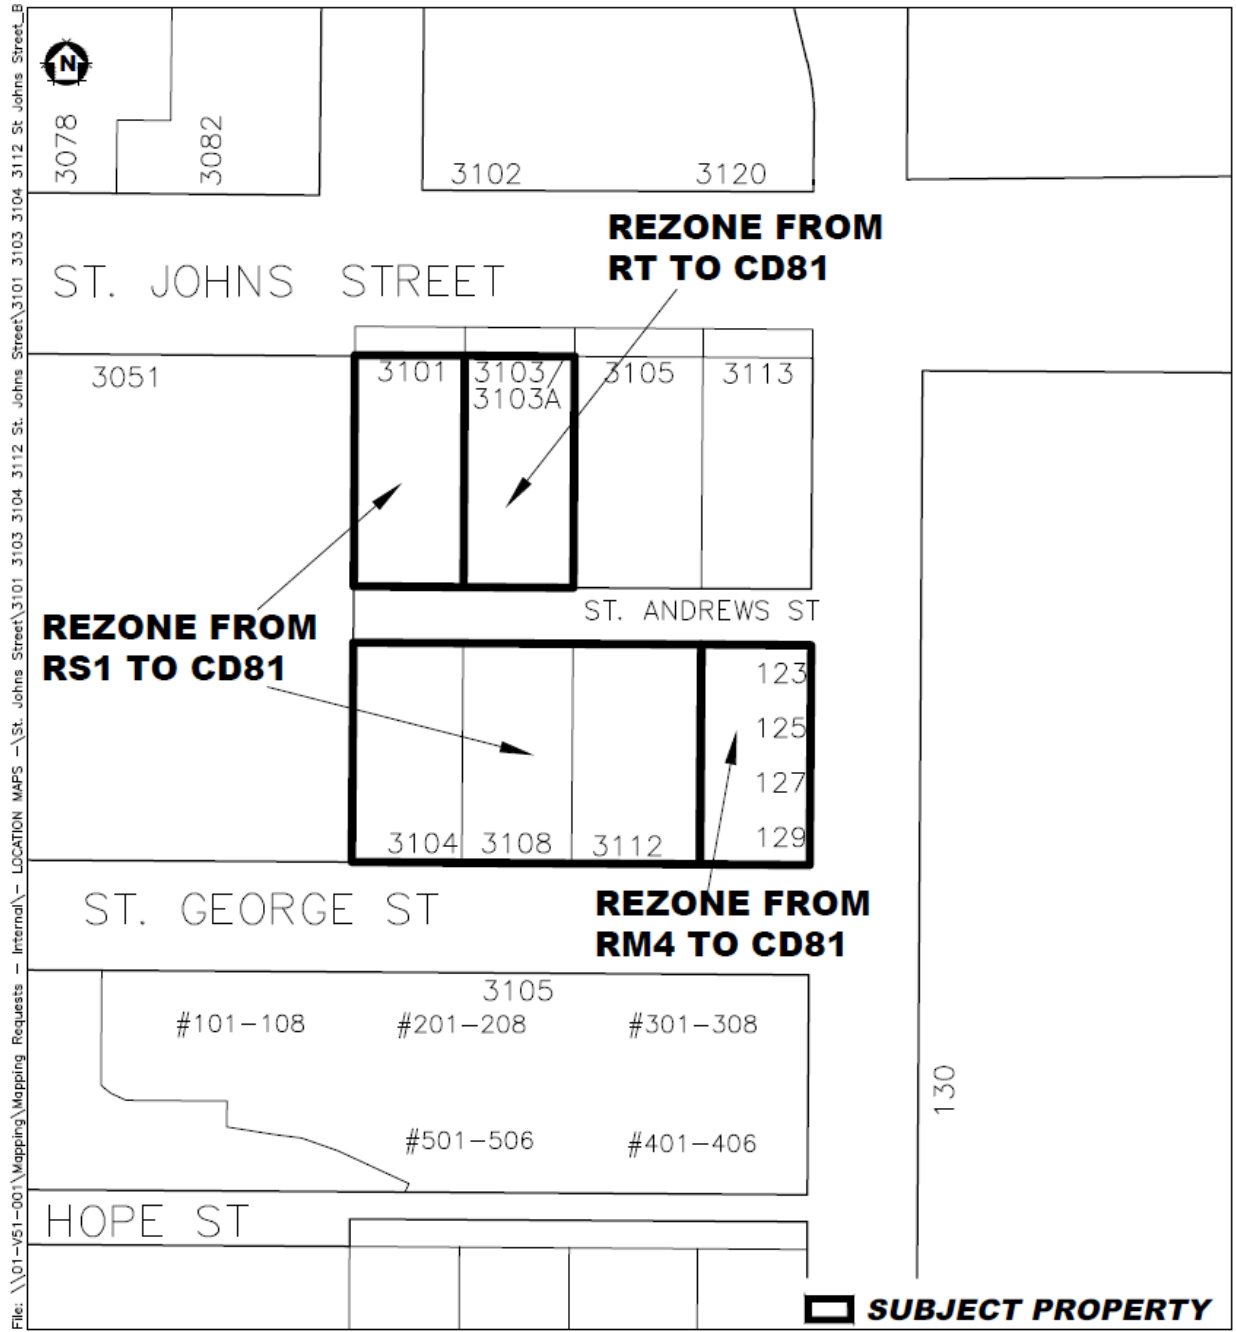 File: \\01-V51-001\Mapping\Mapping Requests - Internal\- LOCATION MAPS -\St. Johns Street\3101 3103 3104 3112 St. Johns Street\3101 3103 3104 3112 St Johns Street_B
N
3078
3082
3102
3120
REZONE FROM
RT TO CD81
ST. JOHNS STREET
3051
3101
3103/
3103A
3105
3113
ST. ANDREWS ST
REZONE FROM
RS1 TO CD81
123
125
127
129
3104
3108
3112
ST. GEORGE ST
REZONE FROM
RM4 TO CD81
3105
#101-108
#201-208
#301-308
#501-506
#401-406
130
HOPE ST
SUBJECT PROPERTY